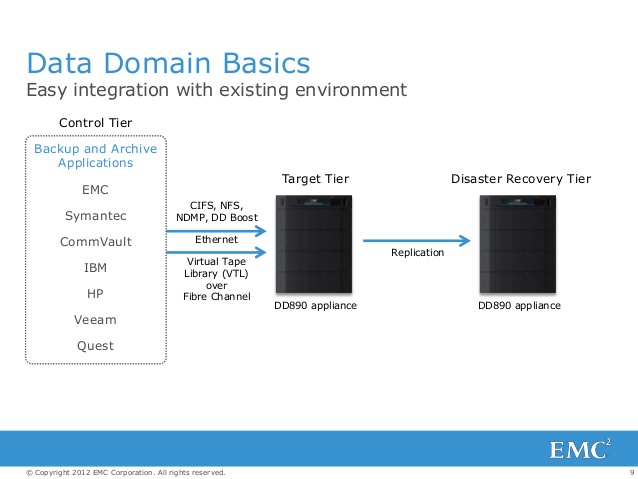 Data Domain Basics
Easy integration with existing environment
Control Tier
Backup and Archive
Applications
EMC
Symantec
CommVault
IBM
HP
Veeam
Quest
CIFS, NFS,
NDMP, DD Boost
Ethernet
Virtual Tape
Library (VTL)
over
Fibre Channel
Target Tier
DD890 appliance
Replication
Disaster Recovery Tier
DD890 appliance
EMC²
© Copyright 2012 EMC Corporation. All rights reserved.
9